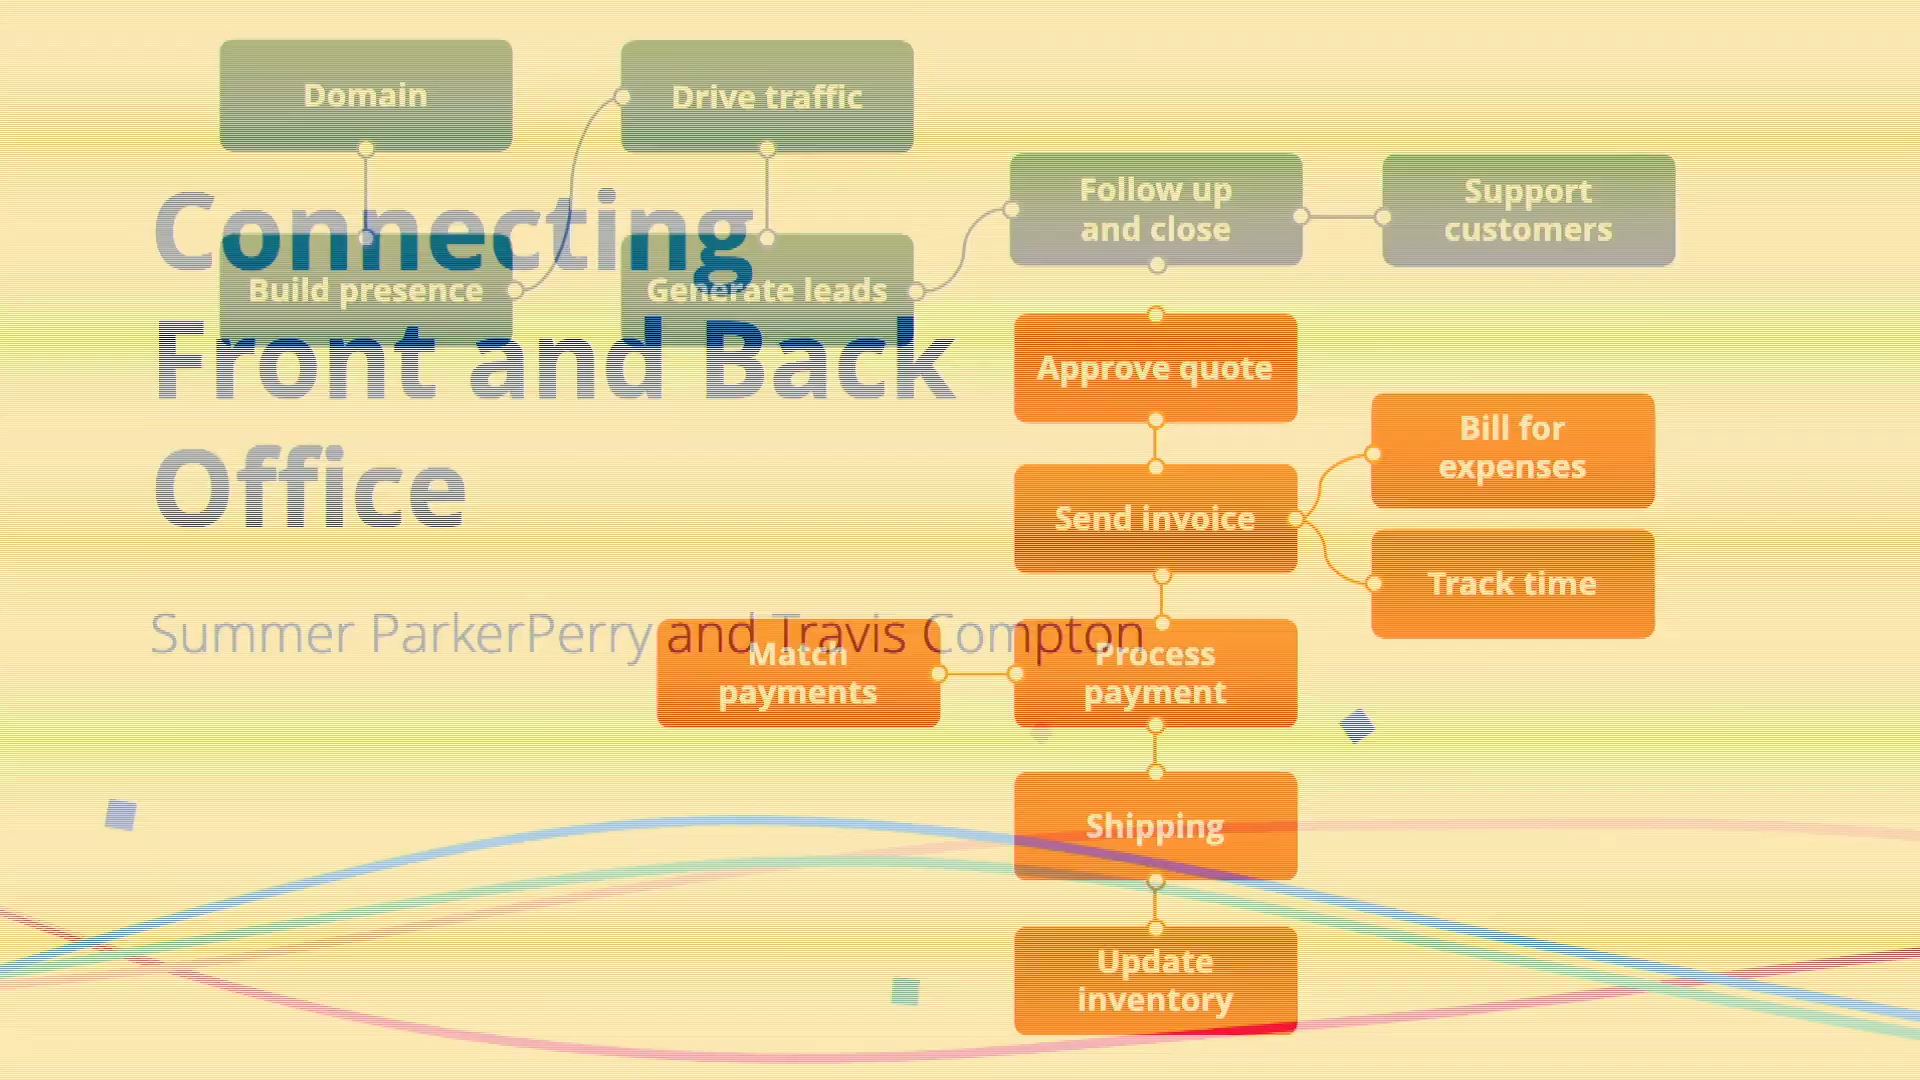 Domain
Drive traffic
Follow up
and close
Support
customers
Connecting
Build presence
Generate leads
Front and Back
Approve quote
Bill for
expenses
Office
Send invoice
Track time
Summer ParkerPerry and Travis Compton
Match
payments
Process
payment
Shipping
Update
inventory